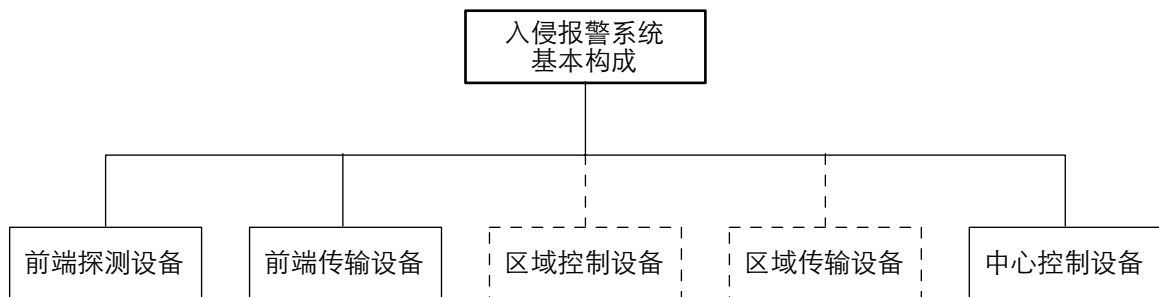 入侵报警系统
基本构成
前端探测设备
前端传输设备
区域控制设备
区域传输设备
中心控制设备